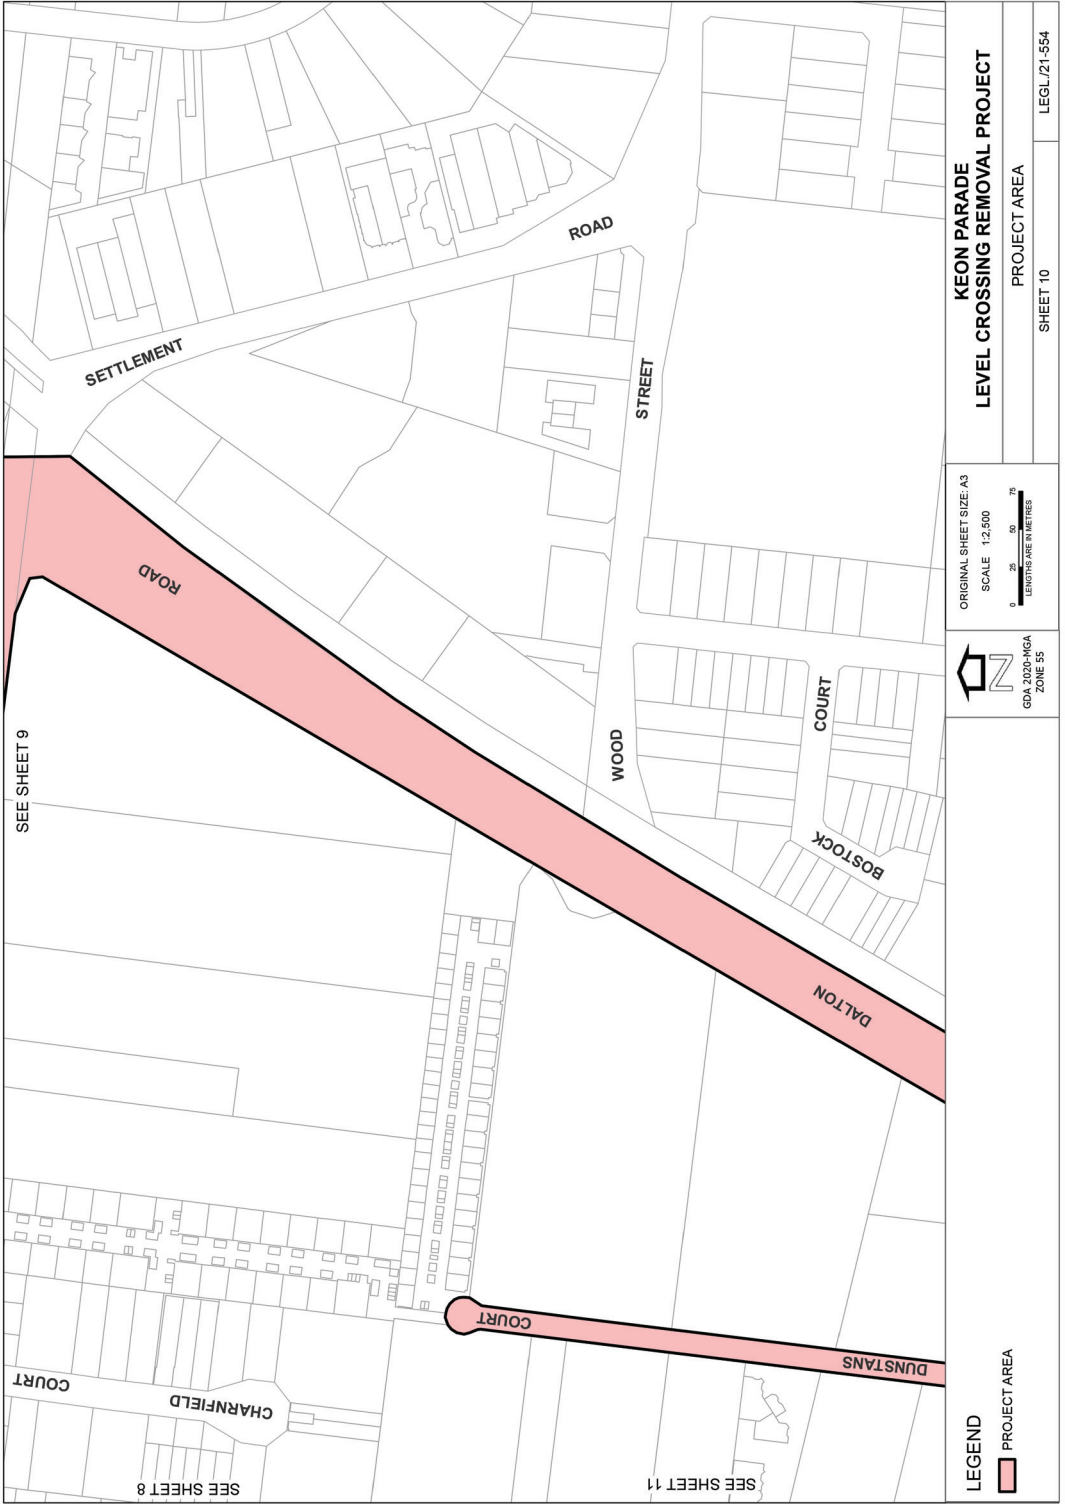 SEE SHEET 9
SETTLEMENT
ROAD
ROAD
STREET
WOOD
COURT
BOSTOCK
DALTON
COURT
DUNSTANS
COURT
CHARNFIELD
SEE SHEET 8
SEE SHEET 11
LEGEND
PROJECT AREA
N
GDA 2020-MGA
ZONE 55
ORIGINAL SHEET SIZE: A3
SCALE 1:2,500
0 25 50 75
LENGTHS ARE IN METRES
KEON PARADE
LEVEL CROSSING REMOVAL PROJECT
PROJECT AREA
SHEET 10
LEGL./21-554